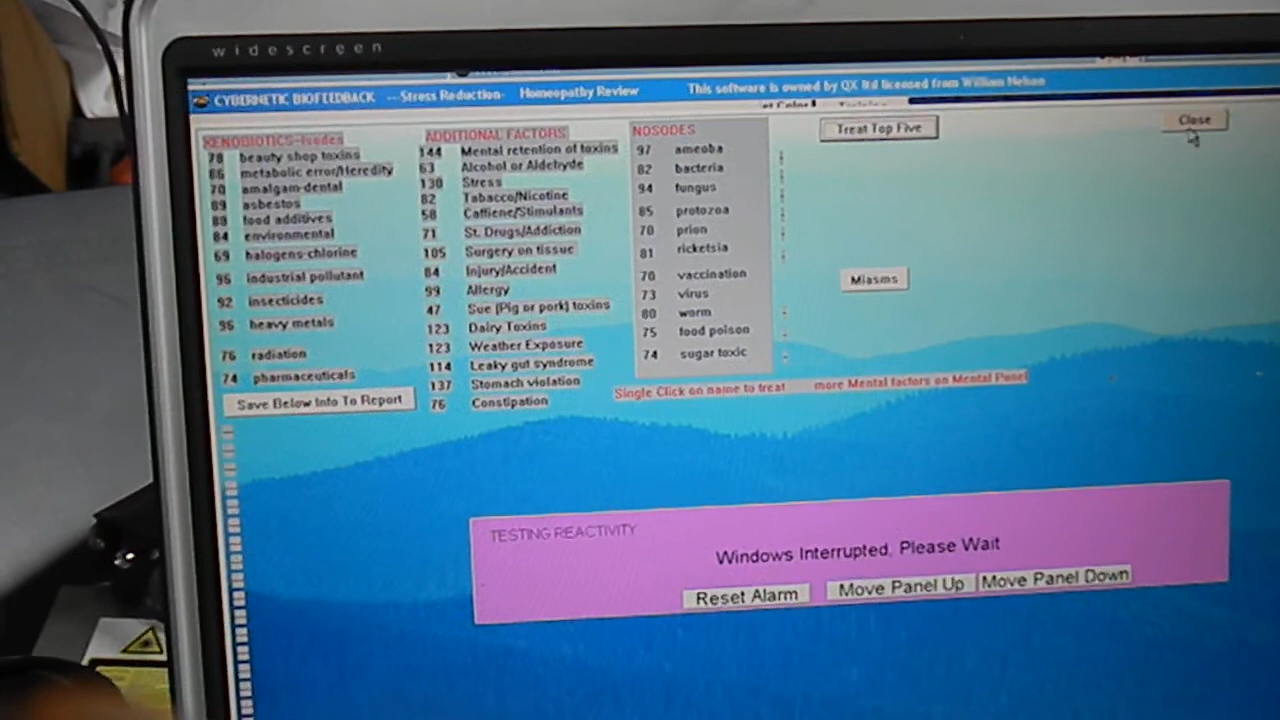 widescreen
CYBERNETIC BIOFEEDBACK ---Stress Reduction- Homeopathy Review This software is owned by QX ltd licensed from William Nelson
XENOBIOTICS-Isodes
78 beauty shop toxins
86 metabolic error/Heredity
70 amalgam-dental
89 asbestos
88 food additives
84 environmental
69 halogens-chlorine
95 industrial pollutant
92 insecticides
96 heavy metals
76 radiation
74 pharmaceuticals
Save Below Info To Report
ADDITIONAL FACTORS
144 Mental retention of toxins
63 Alcohol or Aldehyde
130 Stress
82 Tabacco/Nicotine
58 Caffiene/Stimulants
71 St. Drugs/Addiction
105 Surgery on tissue
84 Injury/Accident
99 Allergy
47 Sue (Pig or pork) toxins
123 Dairy Toxins
123 Weather Exposure
114 Leaky gut syndrome
137 Stomach violation
76 Constipation
NOSODES
97 ameoba
82 bacteria
94 fungus
85 protozoa
70 prion
81 ricketsia
70 vaccination
73 virus
80 worm
75 food poison
74 sugar toxic
Treat Top Five
Close
Miasms
Single Click on name to treat more Mental factors on Mental Panel
TESTING REACTIVITY
Windows Interrupted, Please Wait
Reset Alarm Move Panel Up Move Panel Down